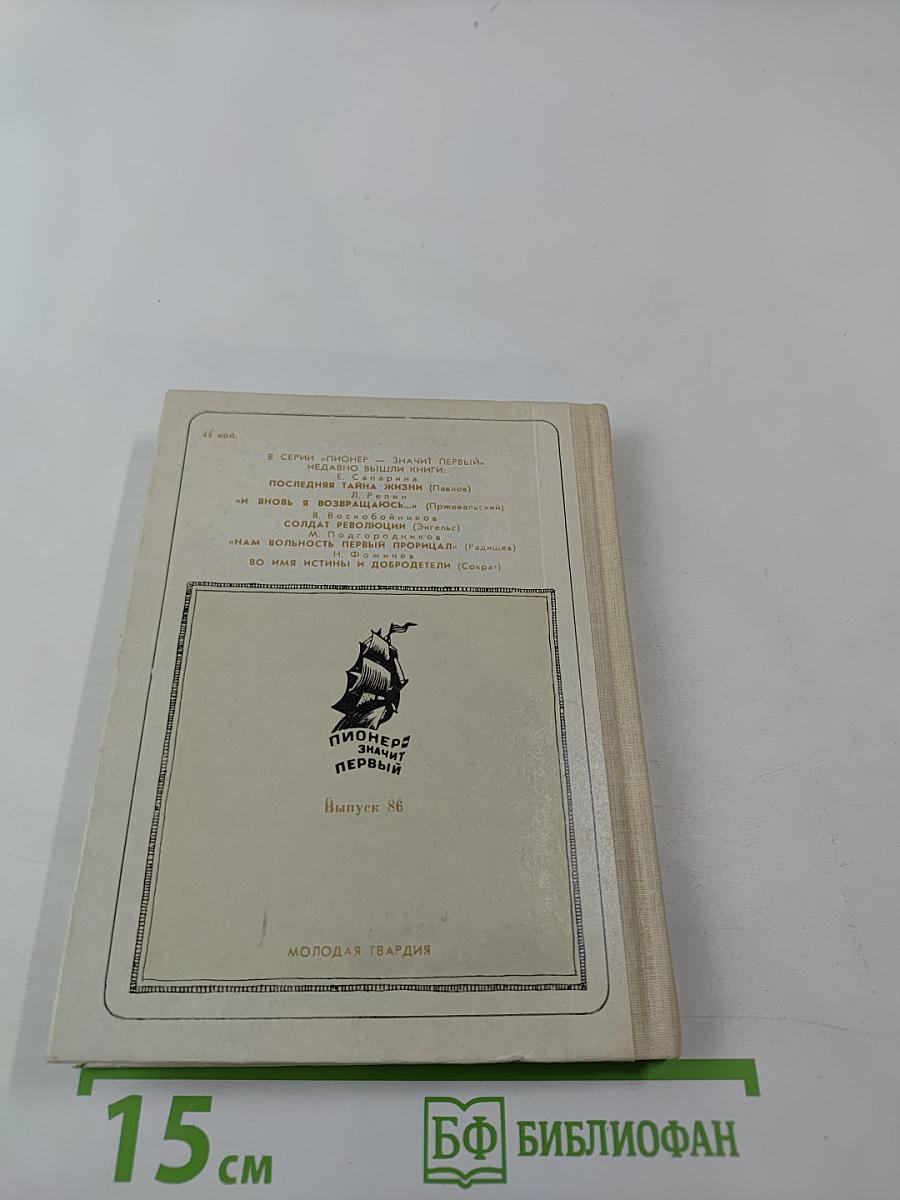 45 коп.
В СЕРИИ «ПИОНЕР — ЗНАЧИТ ПЕРВЫЙ»
НЕДАВНО ВЫШЛИ КНИГИ:
Е. Сапарина
ПОСЛЕДНЯЯ ТАЙНА ЖИЗНИ (Павлов)
Л. Репин
«И ВНОВЬ Я ВОЗВРАЩАЮСЬ...» (Пржевальский)
В. Воскобойников
СОЛДАТ РЕВОЛЮЦИИ (Энгельс)
М. Подгородников
«НАМ ВОЛЬНОСТЬ ПЕРВЫЙ ПРОРИЦАЛ» (Радищев)
Н. Фомичев
ВО ИМЯ ИСТИНЫ И ДОБРОДЕТЕЛИ (Сократ)
ПИОНЕР
ЗНАЧИТ
ПЕРВЫЙ
Выпуск 86
МОЛОДАЯ ГВАРДИЯ
15 СМ
БФ БИБЛИОФАН